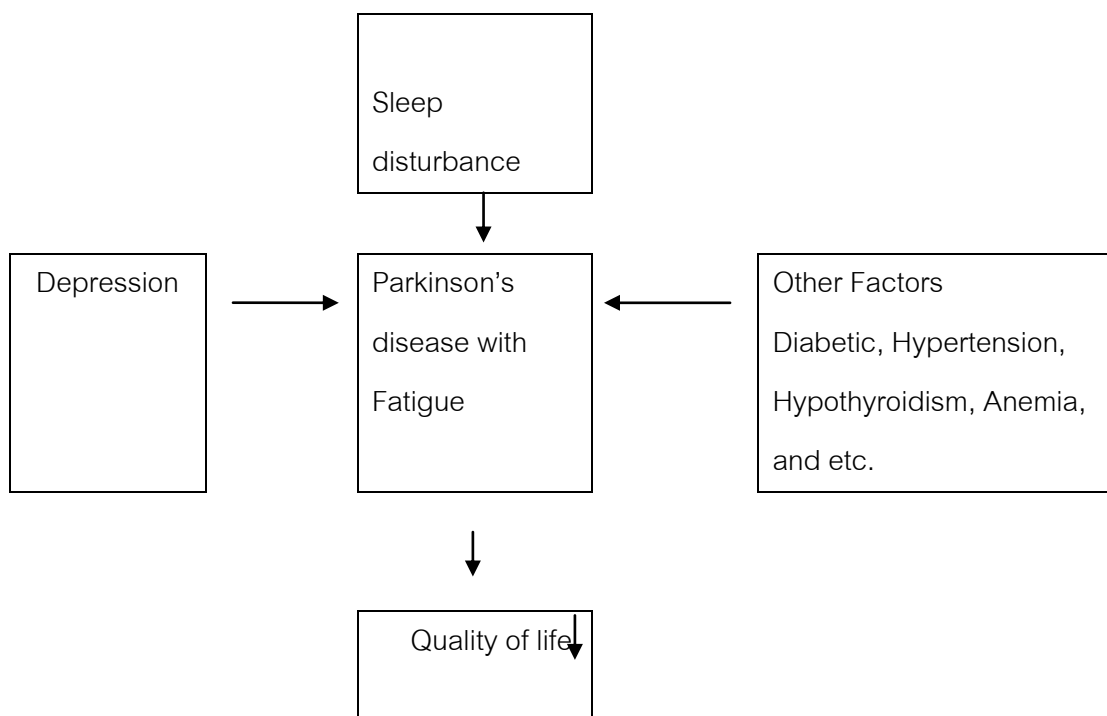 Sleep
disturbance
Depression
Parkinson’s
disease with
Fatigue
Other Factors
Diabetic, Hypertension,
Hypothyroidism, Anemia,
and etc.
Quality of life